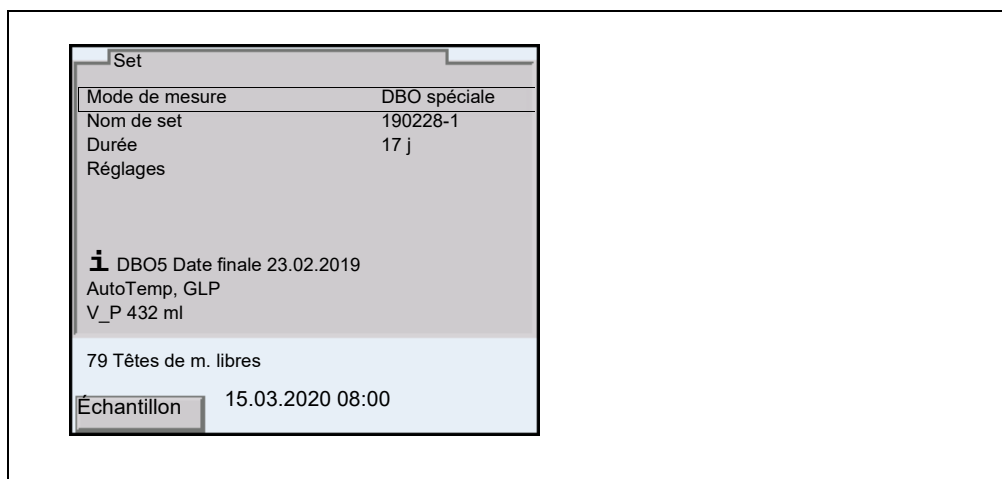 Set
Mode de mesure DBO spéciale
Nom de set 190228-1
Durée 17 j
Réglages
i DBO5 Date finale 23.02.2019
AutoTemp, GLP
V_P 432 ml
79 Têtes de m. libres
Échantillon 15.03.2020 08:00